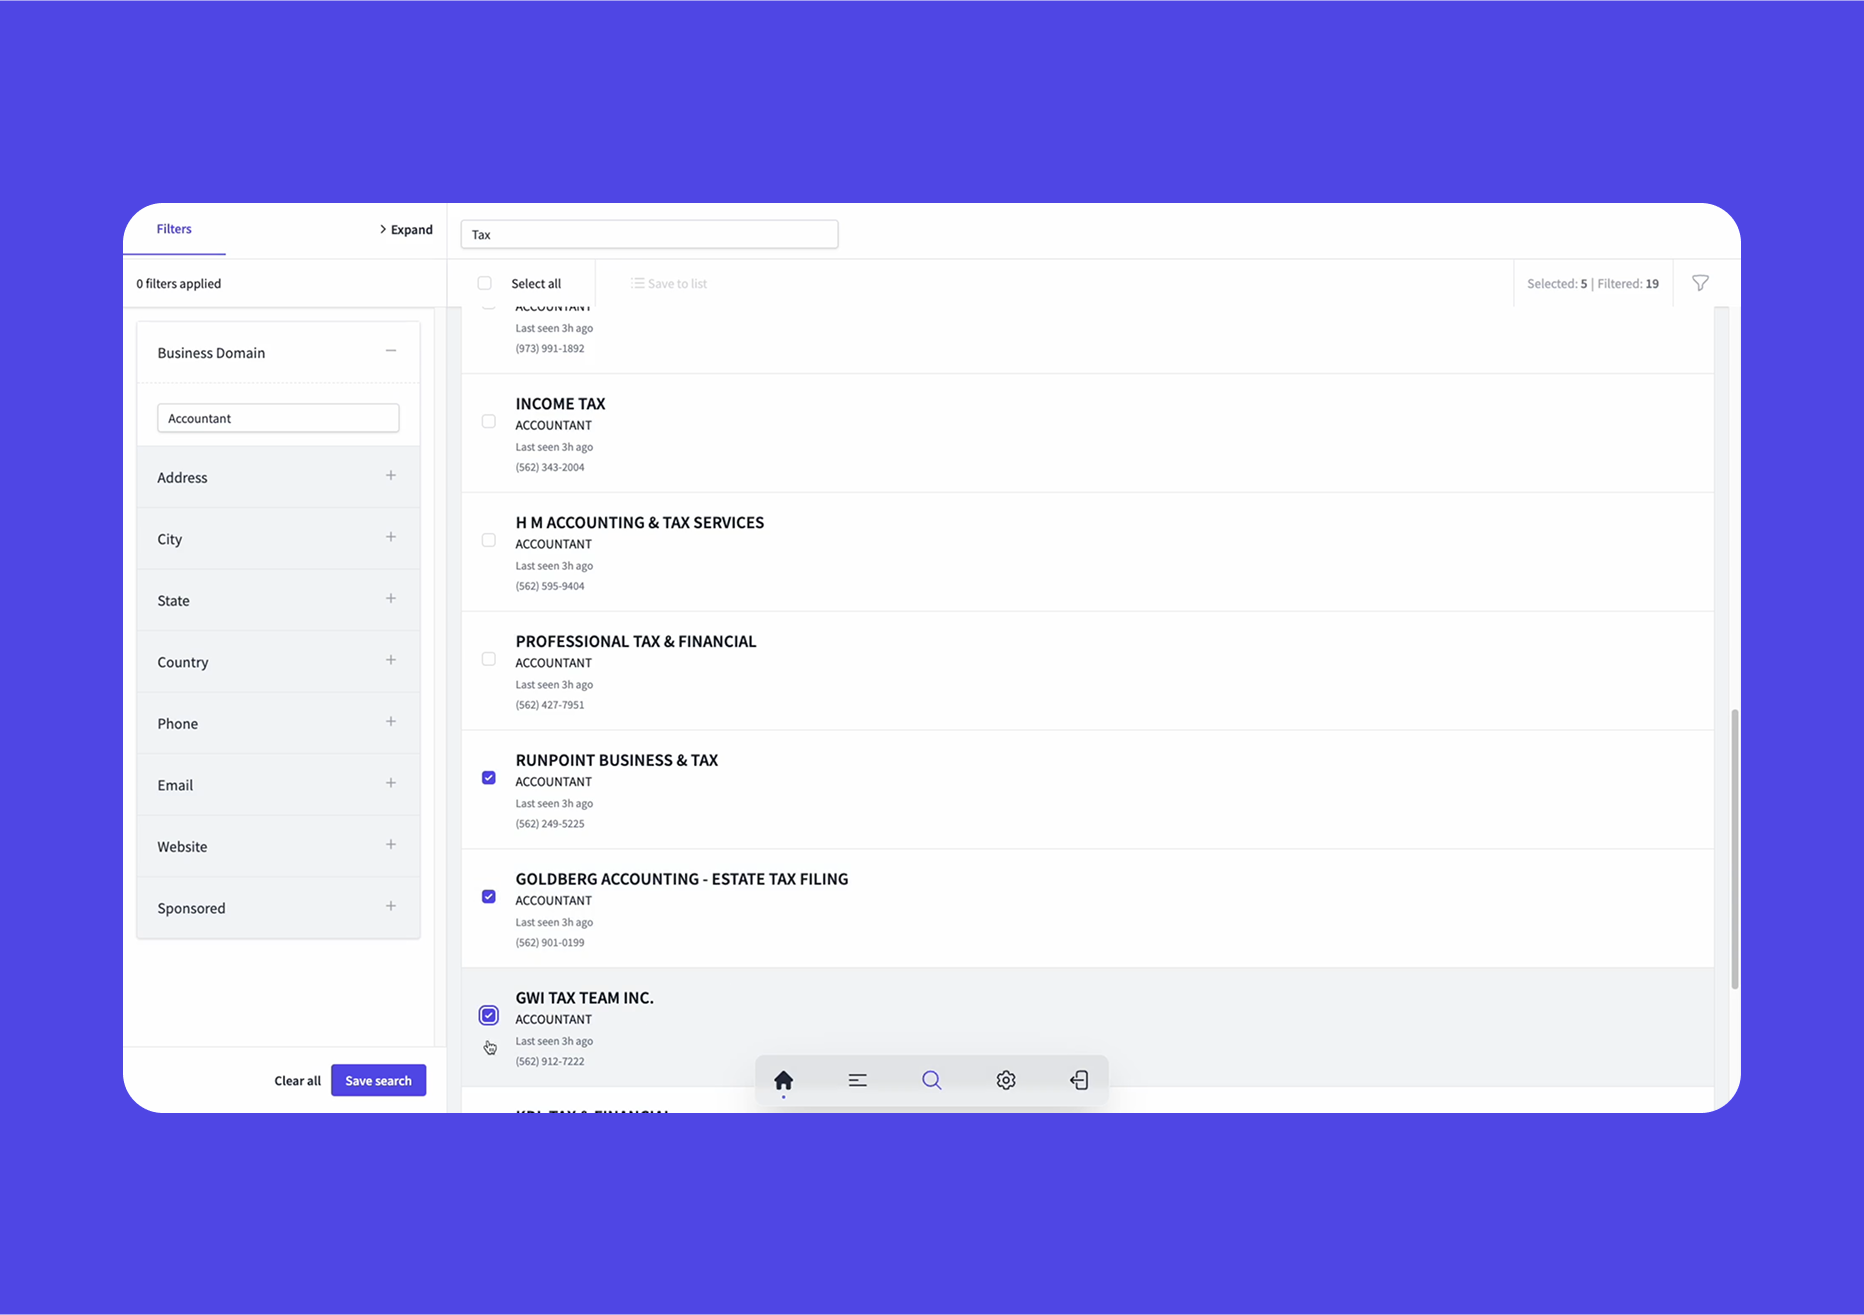 Filters
Expand
Tax
0 filters applied
Select all
Save to list
Selected: 5 | Filtered: 19
Business Domain
Accountant
Address
City
State
Country
Phone
Email
Website
Sponsored
Clear all
Save search
ACCOUNTANT
Last seen 3h ago
(973) 991-1892
INCOME TAX
ACCOUNTANT
Last seen 3h ago
(562) 343-2004
H M ACCOUNTING & TAX SERVICES
ACCOUNTANT
Last seen 3h ago
(562) 595-9404
PROFESSIONAL TAX & FINANCIAL
ACCOUNTANT
Last seen 3h ago
(562) 427-7951
RUNPOINT BUSINESS & TAX
ACCOUNTANT
Last seen 3h ago
(562) 249-5225
GOLDBERG ACCOUNTING - ESTATE TAX FILING
ACCOUNTANT
Last seen 3h ago
(562) 901-0199
GWI TAX TEAM INC.
ACCOUNTANT
Last seen 3h ago
(562) 912-7222
TAX & FINANCIAL